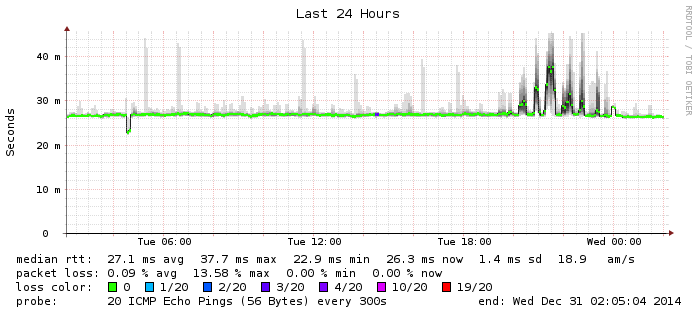 Last 24 Hours
RRDTOOL / TOBI OETIKER
Seconds
40 m
30 m
20 m
10 m
0
Tue 06:00 Tue 12:00 Tue 18:00 Wed 00:00
median rtt: 27.1 ms avg 37.7 ms max 22.9 ms min 26.3 ms now 1.4 ms sd 18.9 am/s
packet loss: 0.09 % avg 13.58 % max 0.00 % min 0.00 % now
loss color: 0 1/20 2/20 3/20 4/20 10/20 19/20
probe: 20 ICMP Echo Pings (56 Bytes) every 300s end: Wed Dec 31 02:05:04 2014